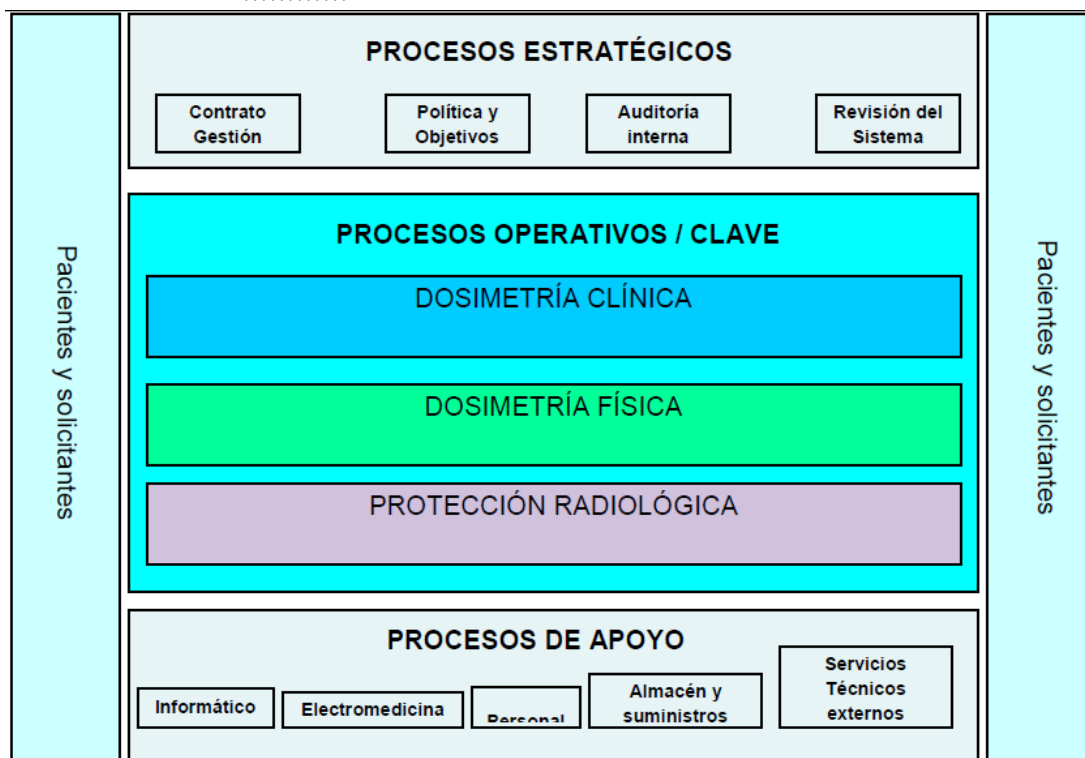 PROCESOS ESTRATÉGICOS
Contrato
Gestión
Política y
Objetivos
Auditoría
interna
Revisión del
Sistema
Pacientes y solicitantes
PROCESOS OPERATIVOS / CLAVE
DOSIMETRÍA CLÍNICA
DOSIMETRÍA FÍSICA
PROTECCIÓN RADIOLÓGICA
Pacientes y solicitantes
PROCESOS DE APOYO
Informático
Electromedicina
Personal
Almacén y
suministros
Servicios
Técnicos
externos